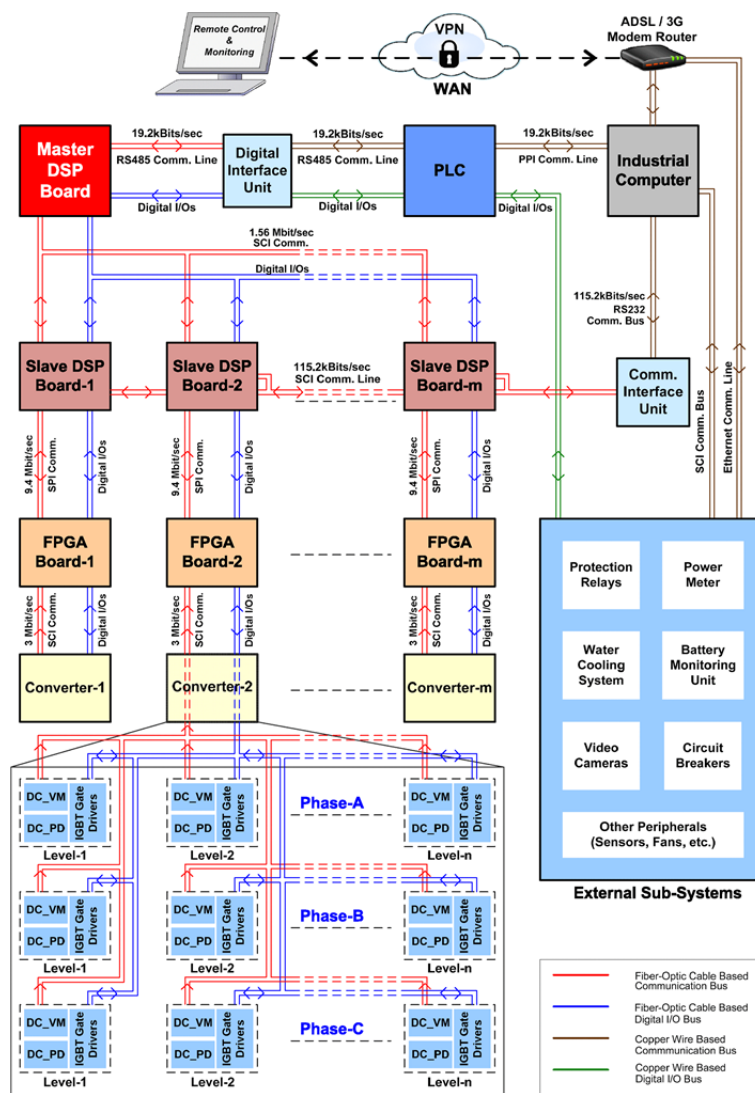 Remote Control
&
Monitoring
VPN
WAN
ADSL / 3G
Modem Router
19.2kBits/sec
RS485 Comm. Line
19.2kBits/sec
RS485 Comm. Line
19.2kBits/sec
PPI Comm. Line
Master
DSP
Board
Digital
Interface
Unit
PLC
Industrial
Computer
Digital I/Os
Digital I/Os
Digital I/Os
1.56 Mbit/sec
SCI Comm.
Digital I/Os
115.2kBits/sec
RS232
Comm. Bus
Slave DSP
Board-1
Slave DSP
Board-2
115.2kBits/sec
SCI Comm. Line
Slave DSP
Board-m
Comm.
Interface
Unit
SCI Comm. Bus
Ethernet Comm. Line
9.4 Mbit/sec
SPI Comm.
Digital I/Os
9.4 Mbit/sec
SPI Comm.
Digital I/Os
9.4 Mbit/sec
SPI Comm.
Digital I/Os
FPGA
Board-1
FPGA
Board-2
FPGA
Board-m
3 Mbit/sec
SCI Comm.
Digital I/Os
3 Mbit/sec
SCI Comm.
Digital I/Os
3 Mbit/sec
SCI Comm.
Digital I/Os
Converter-1
Converter-2
Converter-m
Protection
Relays
Power
Meter
Water
Cooling
System
Battery
Monitoring
Unit
Video
Cameras
Circuit
Breakers
Other Peripherals
(Sensors, Fans, etc.)
External Sub-Systems
DC_VM
DC_PD
IGBT Gate
Drivers
Level-1
DC_VM
DC_PD
IGBT Gate
Drivers
Level-2
Phase-A
DC_VM
DC_PD
IGBT Gate
Drivers
Level-n
DC_VM
DC_PD
IGBT Gate
Drivers
Level-1
DC_VM
DC_PD
IGBT Gate
Drivers
Level-2
Phase-B
DC_VM
DC_PD
IGBT Gate
Drivers
Level-n
DC_VM
DC_PD
IGBT Gate
Drivers
Level-1
DC_VM
DC_PD
IGBT Gate
Drivers
Level-2
Phase-C
DC_VM
DC_PD
IGBT Gate
Drivers
Level-n
Fiber-Optic Cable Based
Communication Bus
Fiber-Optic Cable Based
Digital I/O Bus
Copper Wire Based
Commmunication Bus
Copper Wire Based
Digital I/O Bus